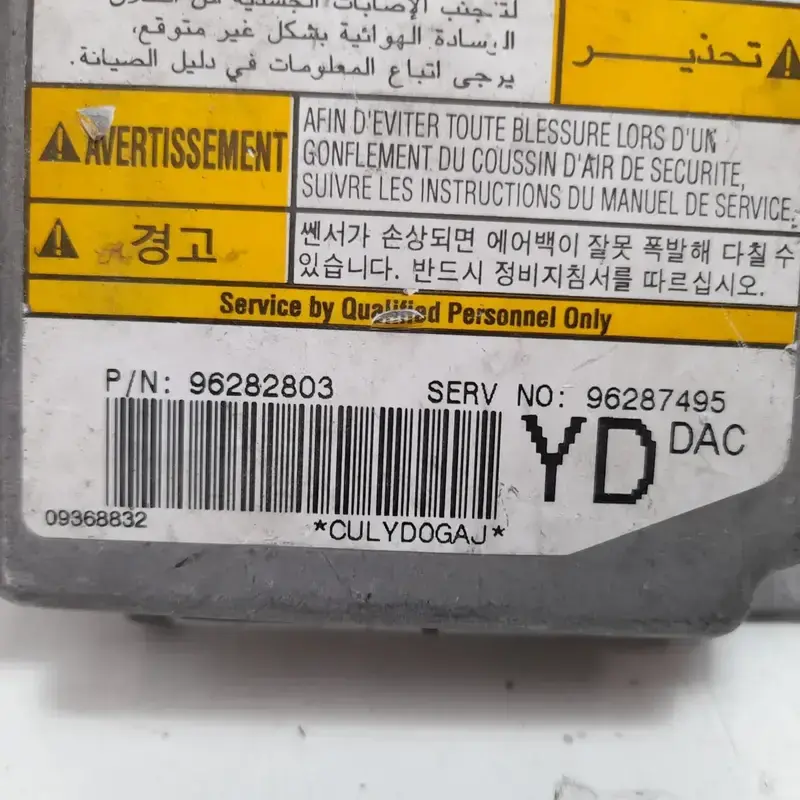 لتجنب الإصابات الجسدية من
الوسادة الهوائية بشكل غير متوقع،
يرجى اتباع المعلومات في دليل الصيانة.
تحذير
AVERTISSEMENT
AFIN D'EVITER TOUTE BLESSURE LORS D'UN
GONFLEMENT DU COUSSIN D'AIR DE SECURITE,
SUIVRE LES INSTRUCTIONS DU MANUEL DE SERVICE.
경고
쎈서가 손상되면 에어백이 잘못 폭발해 다칠 수
있습니다. 반드시 정비지침서를 따르십시오.
Service by Qualified Personnel Only
P/N: 96282803 SERV NO: 96287495
YD DAC
09368832
*CULYD0GAJ*